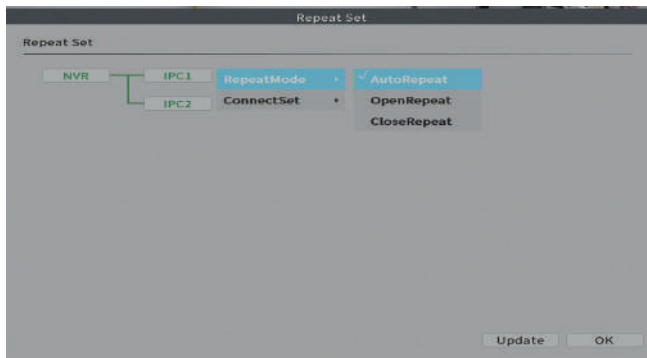 Repeat Set
Repeat Set
NVR IPC1 RepeatMode AutoRepeat
IPC2 ConnectSet OpenRepeat
CloseRepeat
Update OK